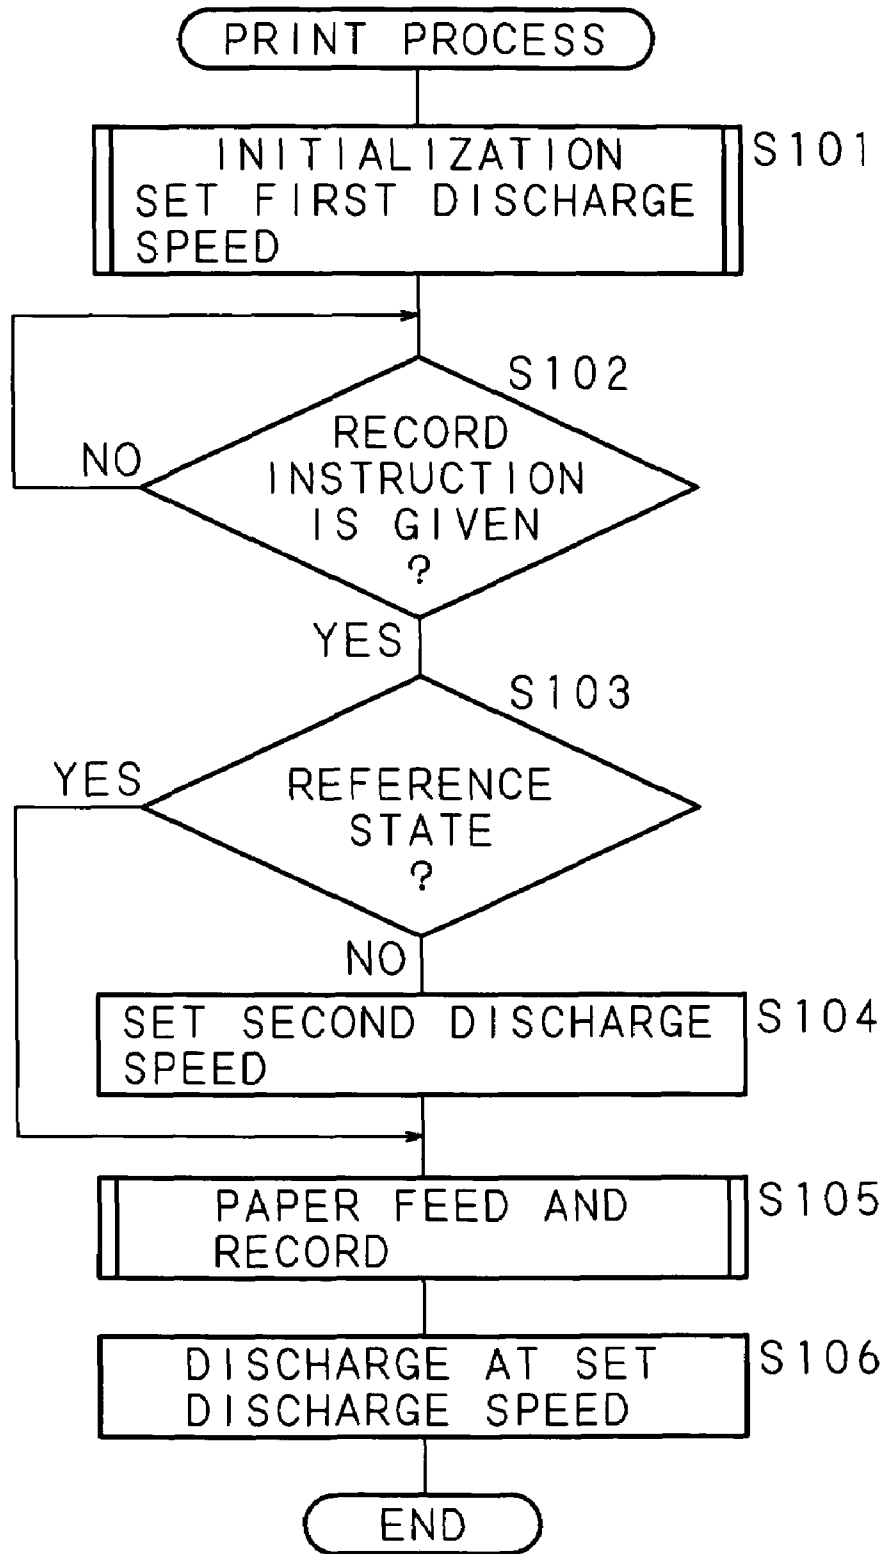 PRINT PROCESS
INITIALIZATION
SET FIRST DISCHARGE
SPEED
S101
S102
RECORD
INSTRUCTION
IS GIVEN
?
NO
YES
S103
REFERENCE
STATE
?
YES
NO
SET SECOND DISCHARGE
SPEED
S104
PAPER FEED AND
RECORD
S105
DISCHARGE AT SET
DISCHARGE SPEED
S106
END